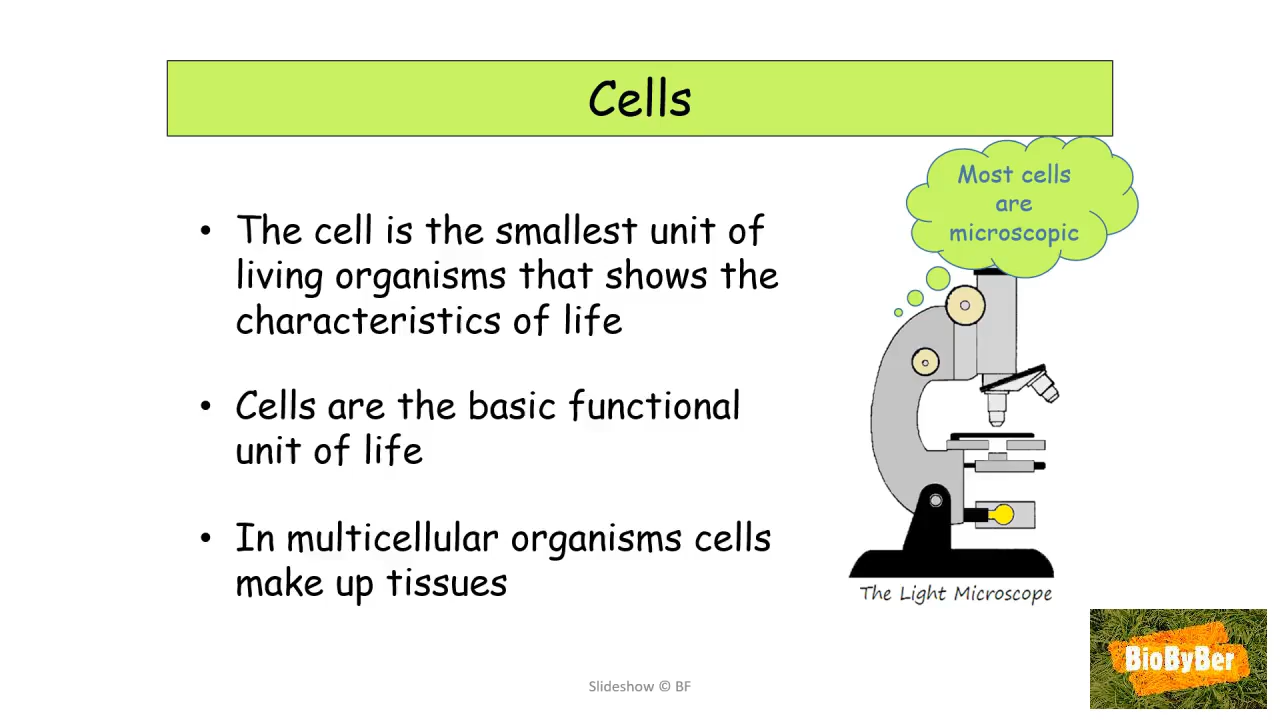 Cells
Most cells
are
microscopic
• The cell is the smallest unit of
living organisms that shows the
characteristics of life
• Cells are the basic functional
unit of life
• In multicellular organisms cells
make up tissues
The Light Microscope
BioByBer
Slideshow © BF